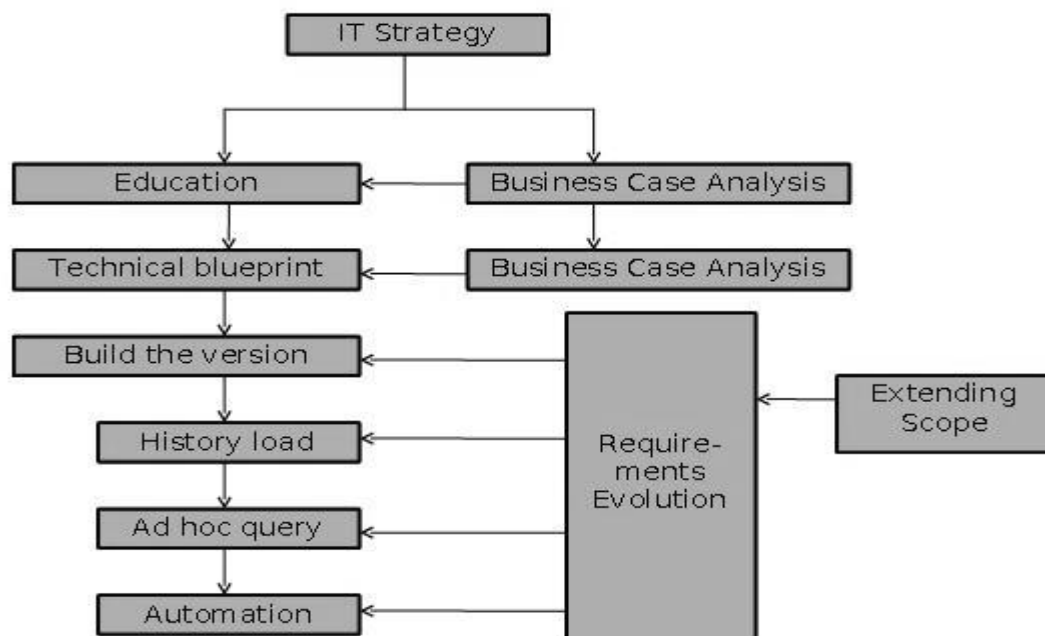 IT Strategy
Education
Business Case Analysis
Technical blueprint
Business Case Analysis
Build the version
Extending
Scope
History load
Require-
ments
Evolution
Ad hoc query
Automation